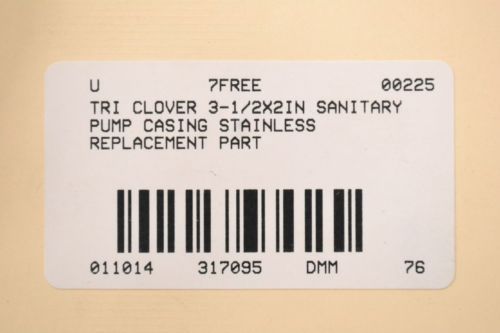 U 7FREE 00225
TRI CLOVER 3-1/2X2IN SANITARY
PUMP CASING STAINLESS
REPLACEMENT PART
011014 317095 DMM 76